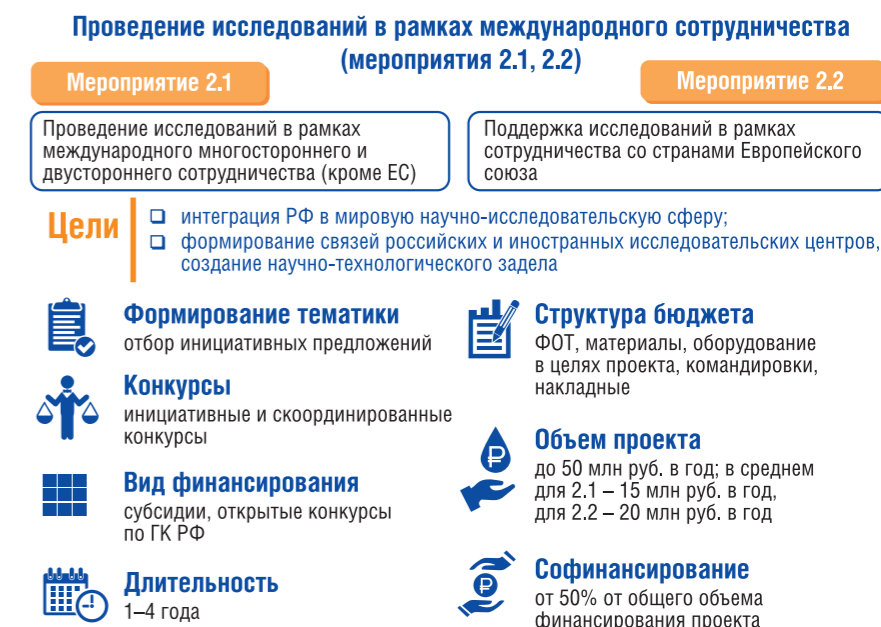 Проведение исследований в рамках международного сотрудничества
(мероприятия 2.1, 2.2)
Мероприятие 2.1
Проведение исследований в рамках
международного многостороннего и
двустороннего сотрудничества (кроме ЕС)
Мероприятие 2.2
Поддержка исследований в рамках
сотрудничества со странами Европейского
союза
Цели
интеграция РФ в мировую научно-исследовательскую сферу;
формирование связей российских и иностранных исследовательских центров,
создание научно-технологического задела
Формирование тематики
отбор инициативных предложений
Конкурсы
инициативные и скоординированные
конкурсы
Вид финансирования
субсидии, открытые конкурсы
по ГК РФ
Длительность
1–4 года
Структура бюджета
ФОТ, материалы, оборудование
в целях проекта, командировки,
накладные
Объем проекта
до 50 млн руб. в год; в среднем
для 2.1 – 15 млн руб. в год,
для 2.2 – 20 млн руб. в год
Софинансирование
от 50% от общего объема
финансирования проекта